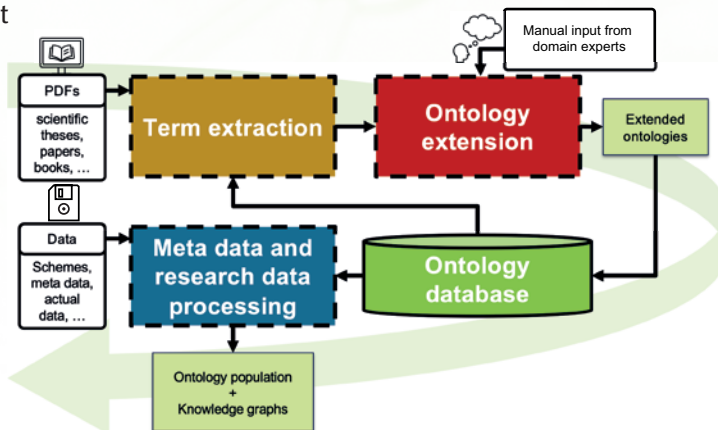 t
Manual input from
domain experts
PDFs
scientific
theses,
papers,
books, ...
Term extraction
Ontology
extension
Extended
ontologies
Data
Schemes,
meta data,
actual
data, ...
Meta data and
research data
processing
Ontology
database
Ontology population
+
Knowledge graphs